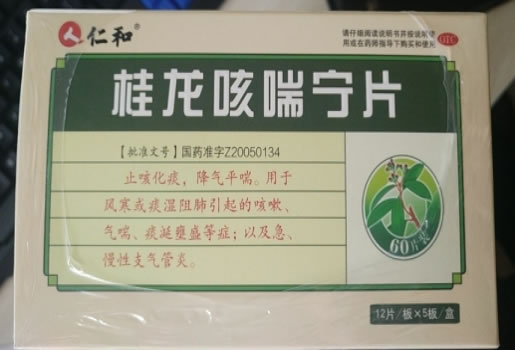 仁和
请仔细阅读说明书并按说明使
用或在药师指导下购买和使用
OTC
桂龙咳喘宁片
【批准文号】国药准字Z20050134
止咳化痰，降气平喘。用于
风寒或痰湿阻肺引起的咳嗽、
气喘、痰涎壅盛等症；以及急、
慢性支气管炎。
60片装
12片/板×5板/盒